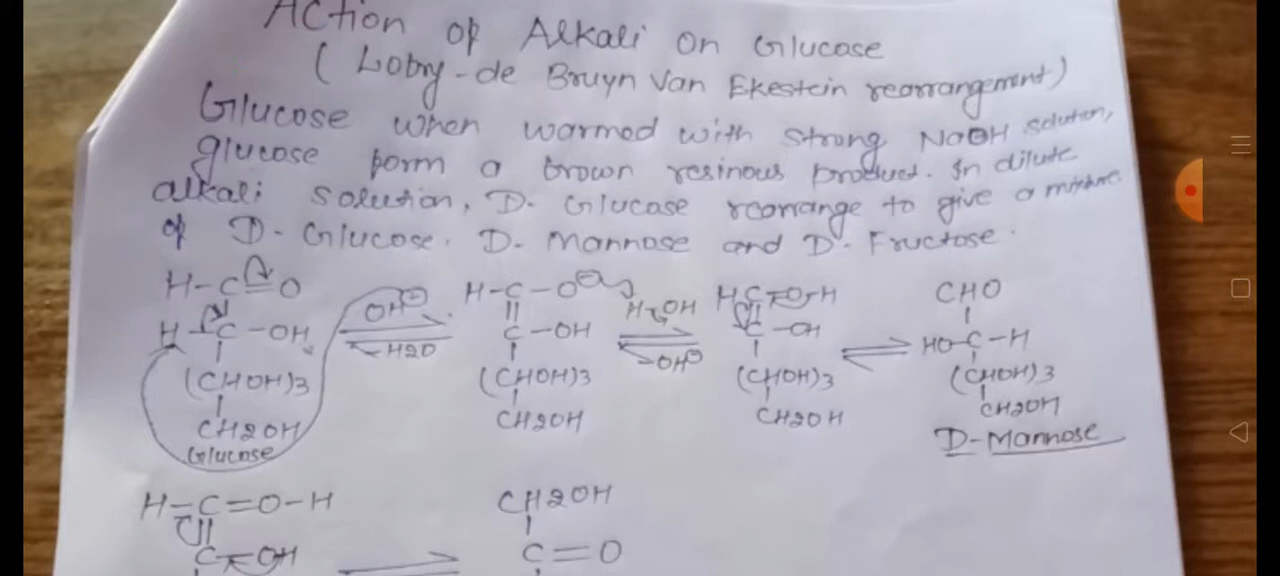 Action of Alkali on Glucose
(Lobry-de Bruyn Van Ekestein rearrangement)
Glucose when warmed with strong NaOH solution,
glucose form a brown resinous product. In dilute
alkali solution, D-Glucose rearrange to give a mixture
of D-Glucose. D-Mannose and D-Fructose.
H-C=O
H-C-OH
(CHOH)3
CH2OH
Glucose
OH⊖
H2O
H-C-O⊖
||
C-OH
(CHOH)3
CH2OH
H-OH
OH⊖
H-C-O-H
C-OH
(CHOH)3
CH2OH
CHO
HO-C-H
(CHOH)3
CH2OH
D-Mannose
H-C=O-H
C-OH
CH2OH
C=O